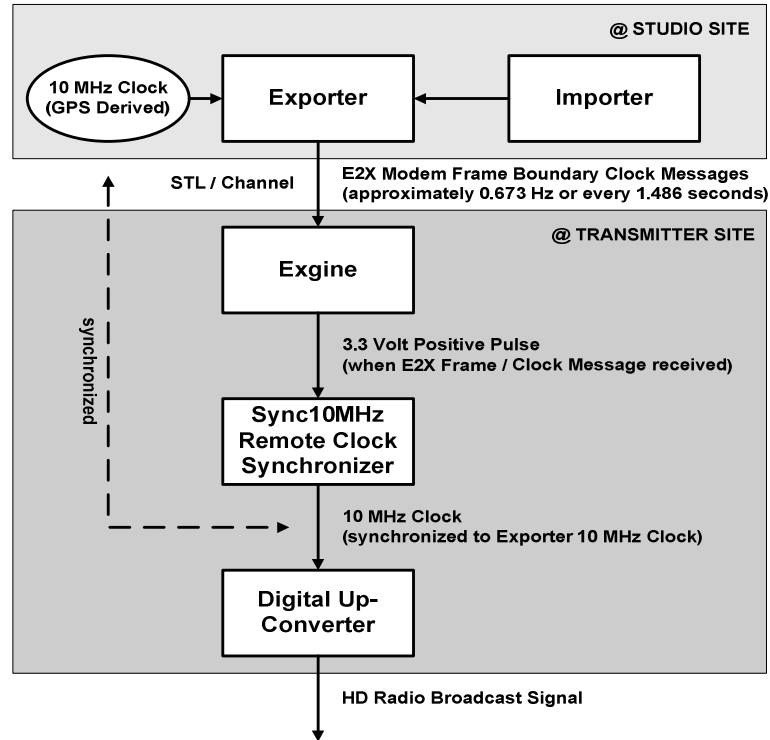 @ STUDIO SITE
10 MHz Clock
(GPS Derived)
Exporter
Importer
STL / Channel
E2X Modem Frame Boundary Clock Messages
(approximately 0.673 Hz or every 1.486 seconds)
@ TRANSMITTER SITE
Exgine
synchronized
3.3 Volt Positive Pulse
(when E2X Frame / Clock Message received)
Sync10MHz
Remote Clock
Synchronizer
10 MHz Clock
(synchronized to Exporter 10 MHz Clock)
Digital Up-
Converter
HD Radio Broadcast Signal